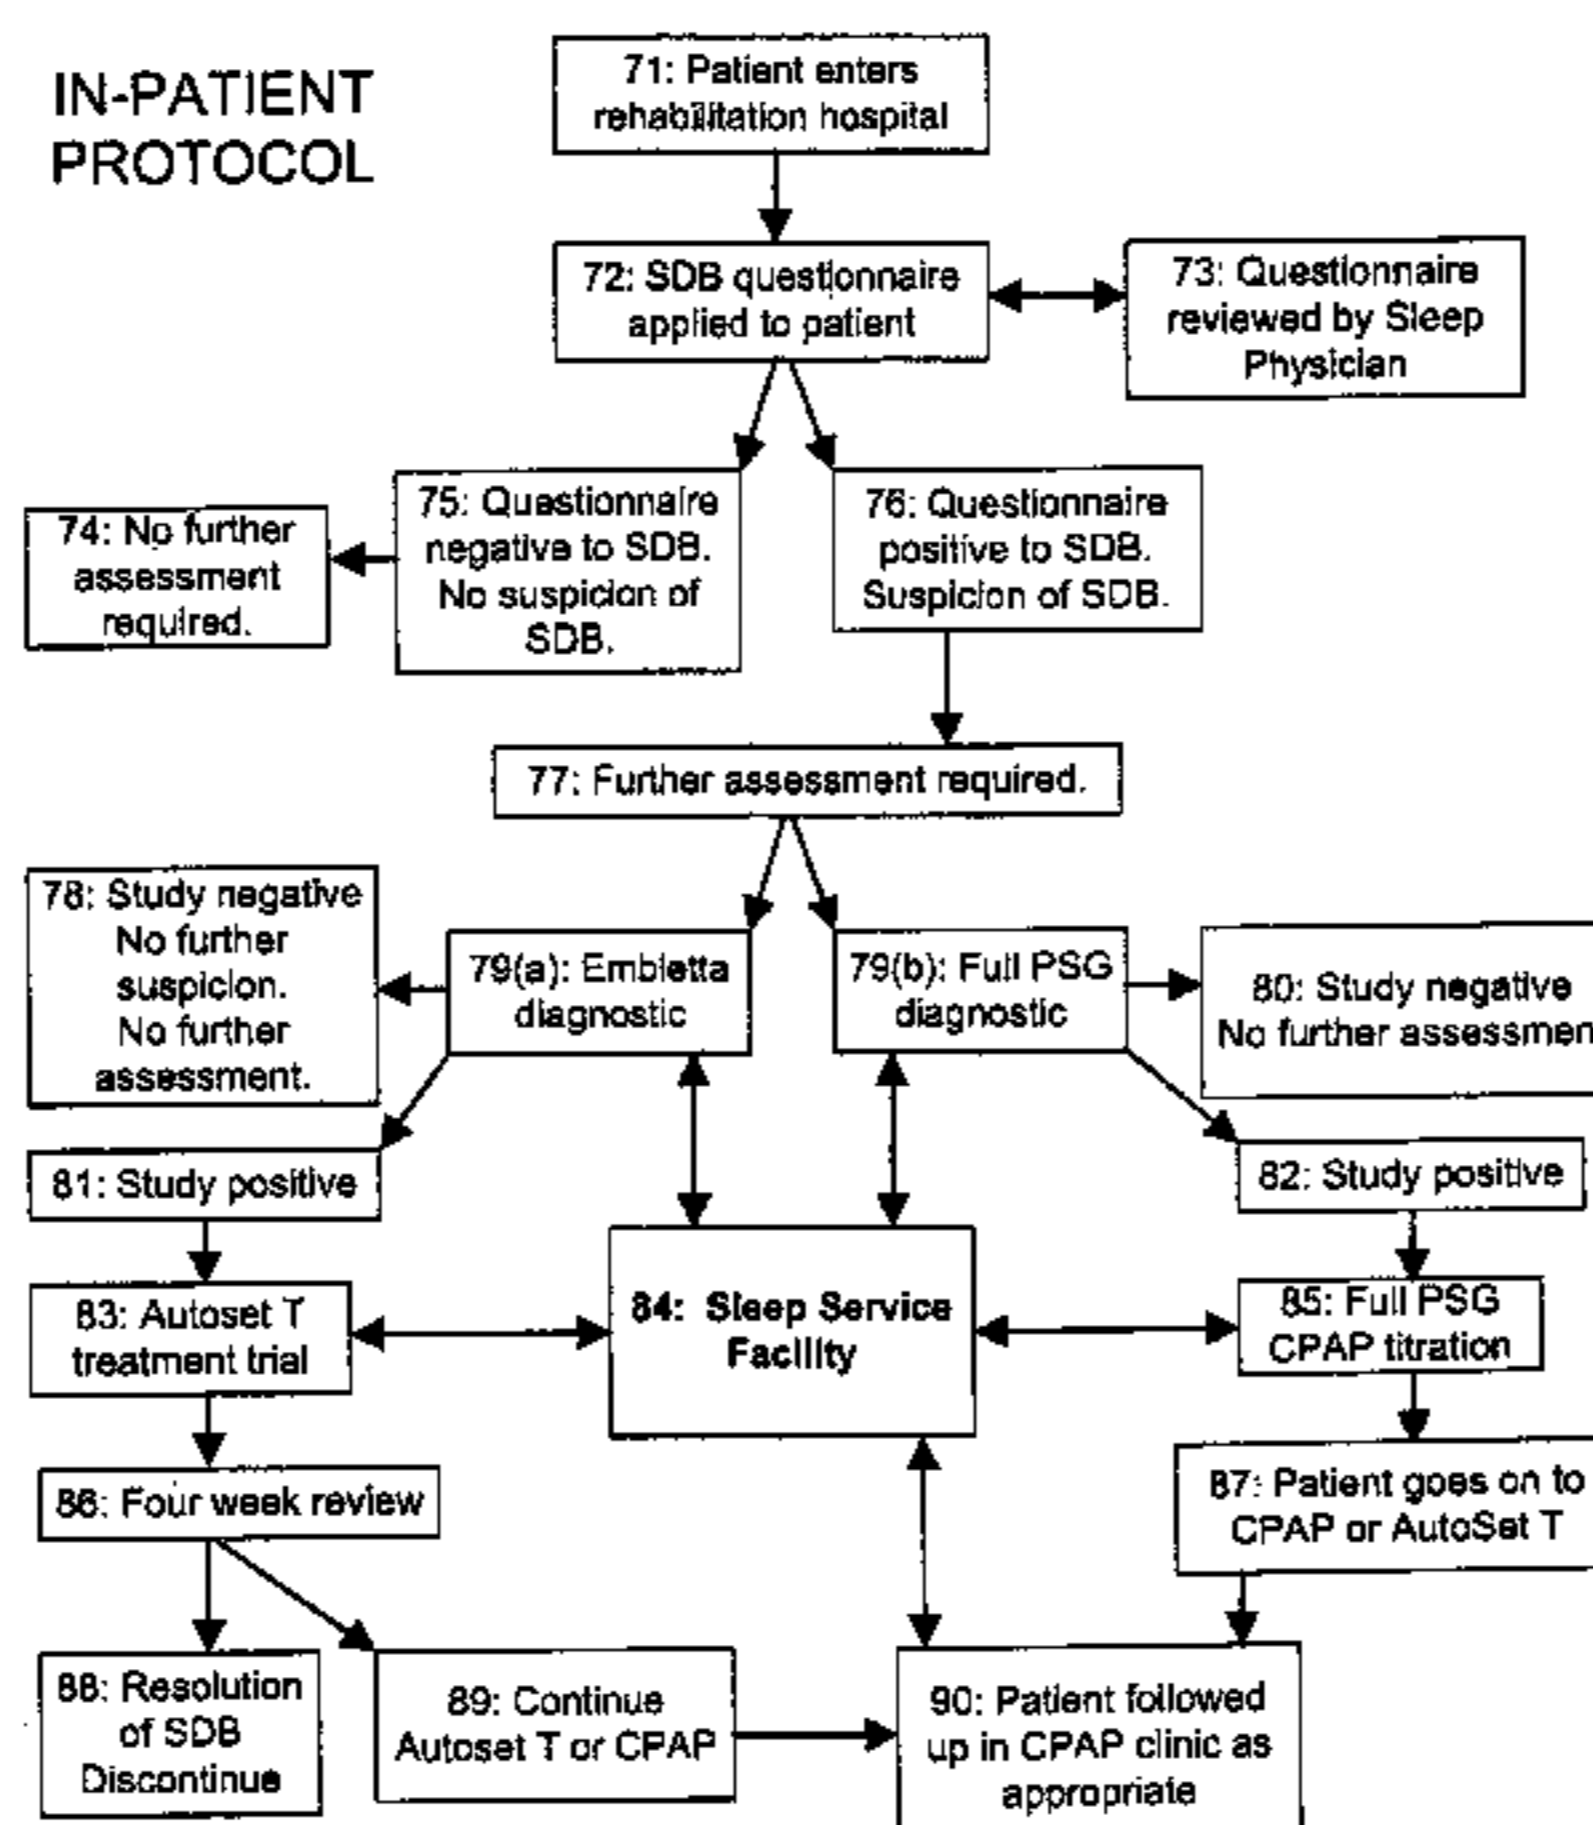 IN-PATIENT
PROTOCOL
71: Patient enters
rehabilitation hospital
72: SDB questionnaire
applied to patient
73: Questionnaire
reviewed by Sleep
Physician
74: No further
assessment
required.
75: Questionnaire
negative to SDB.
No suspicion of
SDB.
76: Questionnaire
positive to SDB.
Suspicion of SDB.
77: Further assessment required.
78: Study negative
No further
suspicion.
No further
assessment.
79(a): Embletta
diagnostic
79(b): Full PSG
diagnostic
80: Study negative
No further assessmen
81: Study positive
82: Study positive
83: Autoset T
treatment trial
84: Sleep Service
Facility
85: Full PSG
CPAP titration
86: Four week review
87: Patient goes on to
CPAP or AutoSet T
88: Resolution
of SDB
Discontinue
89: Continue
Autoset T or CPAP
90: Patient followed
up in CPAP clinic as
appropriate